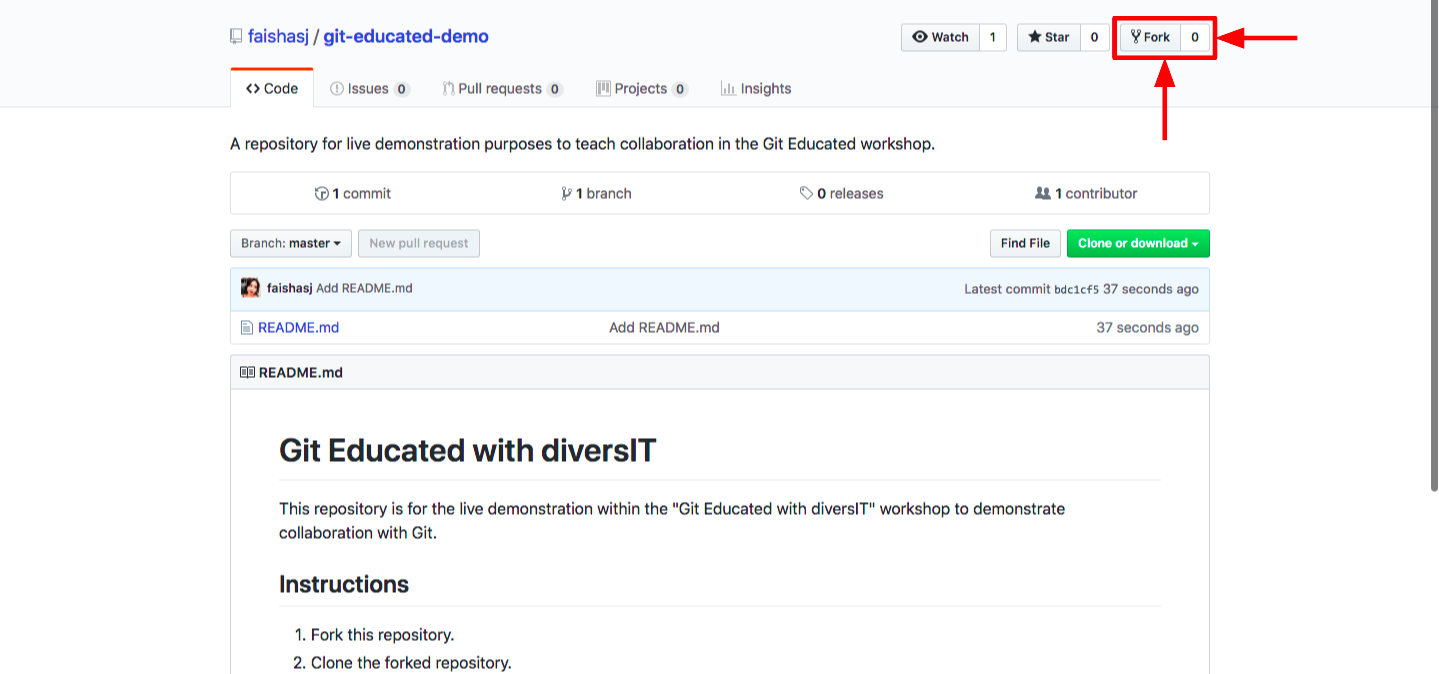 faishasj / git-educated-demo
Watch 1 Star 0 Fork 0
Code Issues 0 Pull requests 0 Projects 0 Insights
A repository for live demonstration purposes to teach collaboration in the Git Educated workshop.
1 commit 1 branch 0 releases 1 contributor
Branch: master New pull request Find File Clone or download
faishasj Add README.md Latest commit bdc1cf5 37 seconds ago
README.md Add README.md 37 seconds ago
README.md
Git Educated with diversIT
This repository is for the live demonstration within the "Git Educated with diversIT" workshop to demonstrate
collaboration with Git.
Instructions
1. Fork this repository.
2. Clone the forked repository.